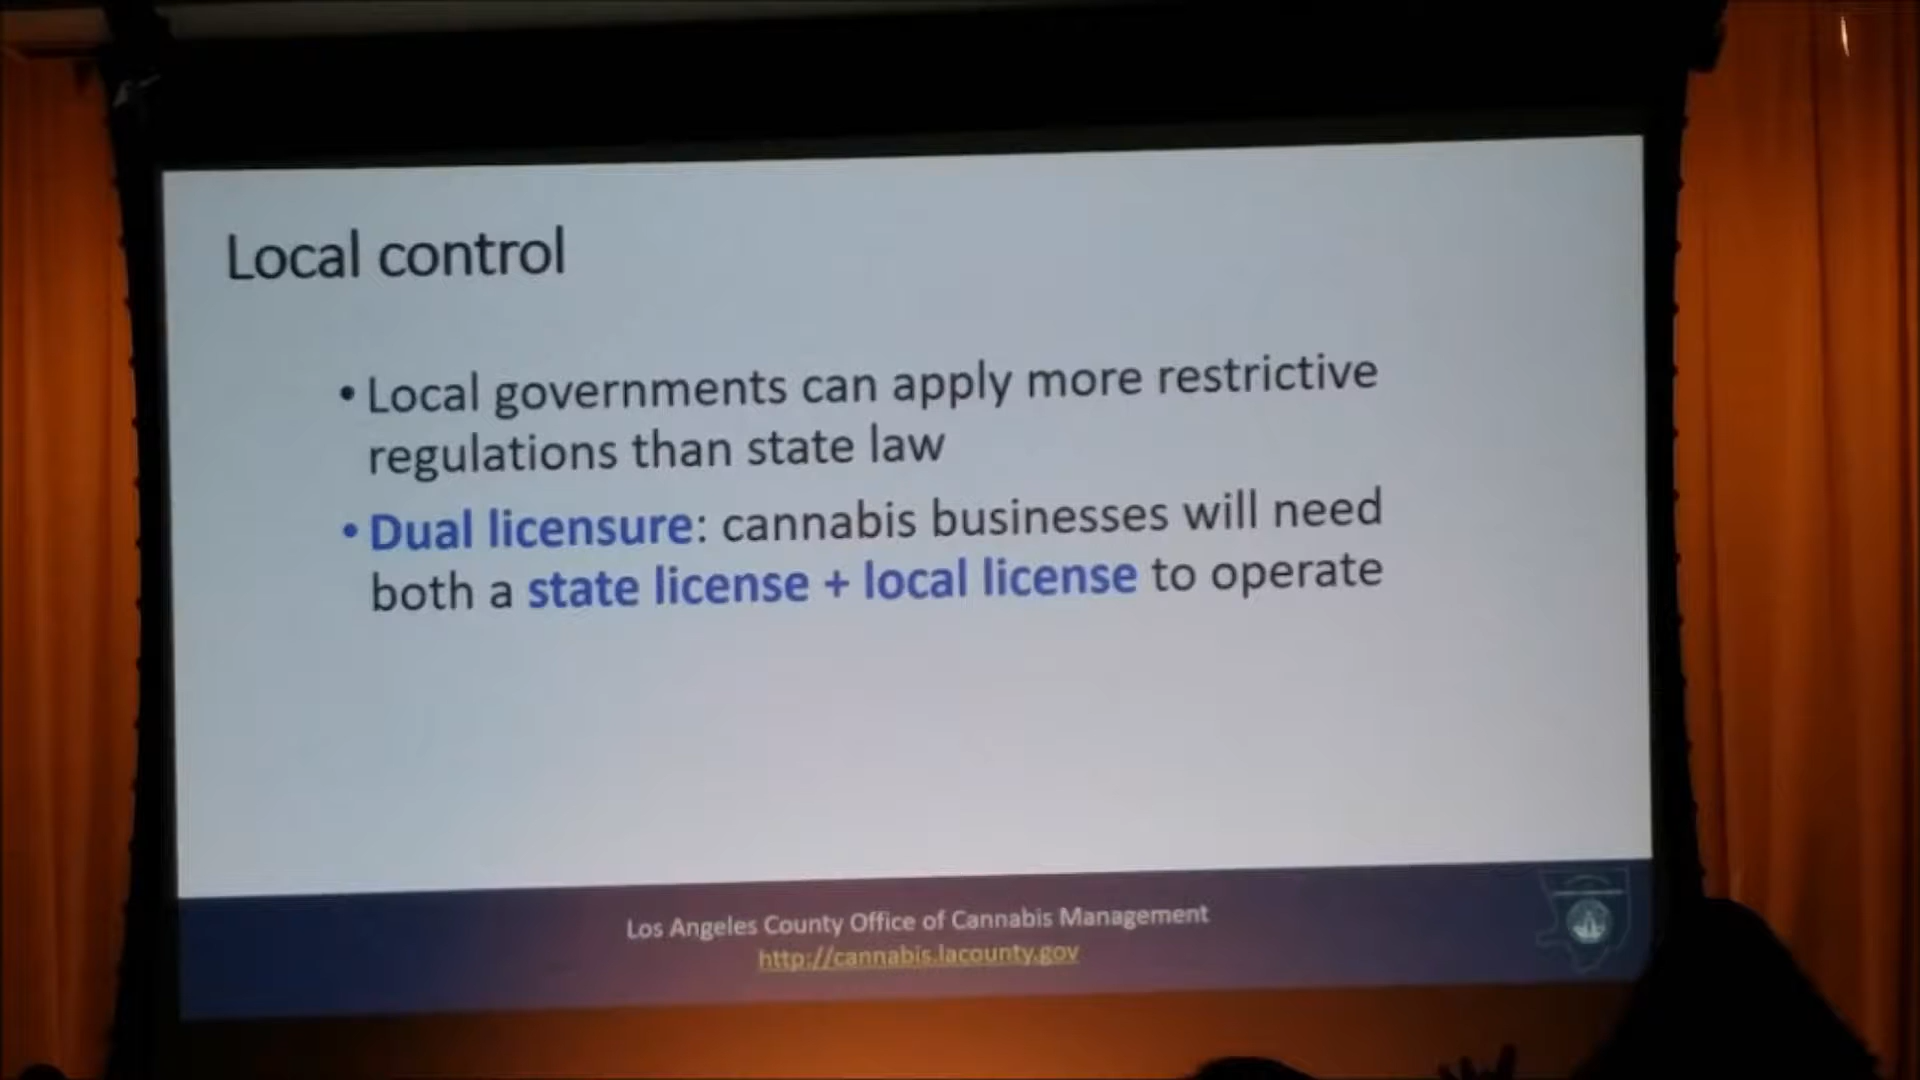 Local control
• Local governments can apply more restrictive
regulations than state law
• Dual licensure: cannabis businesses will need
both a state license + local license to operate
Los Angeles County Office of Cannabis Management
http://cannabis.lacounty.gov